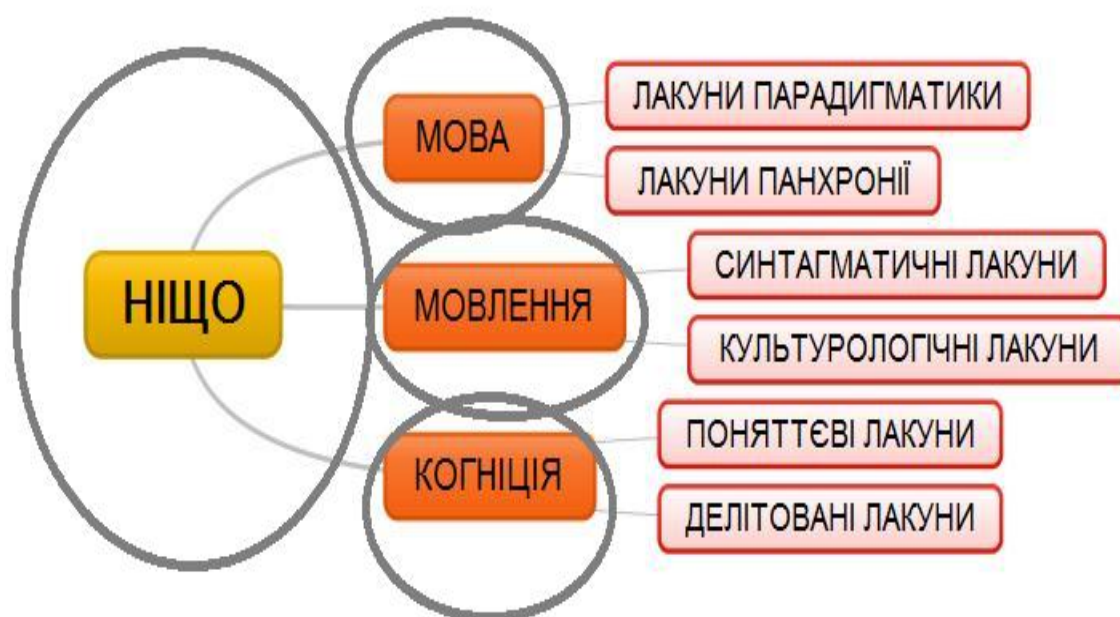 НІЩО
МОВА
ЛАКУНИ ПАРАДИГМАТИКИ
ЛАКУНИ ПАНХРОНІЇ
МОВЛЕННЯ
СИНТАГМАТИЧНІ ЛАКУНИ
КУЛЬТУРОЛОГІЧНІ ЛАКУНИ
КОГНІЦІЯ
ПОНЯТТЄВІ ЛАКУНИ
ДЕЛІТОВАНІ ЛАКУНИ